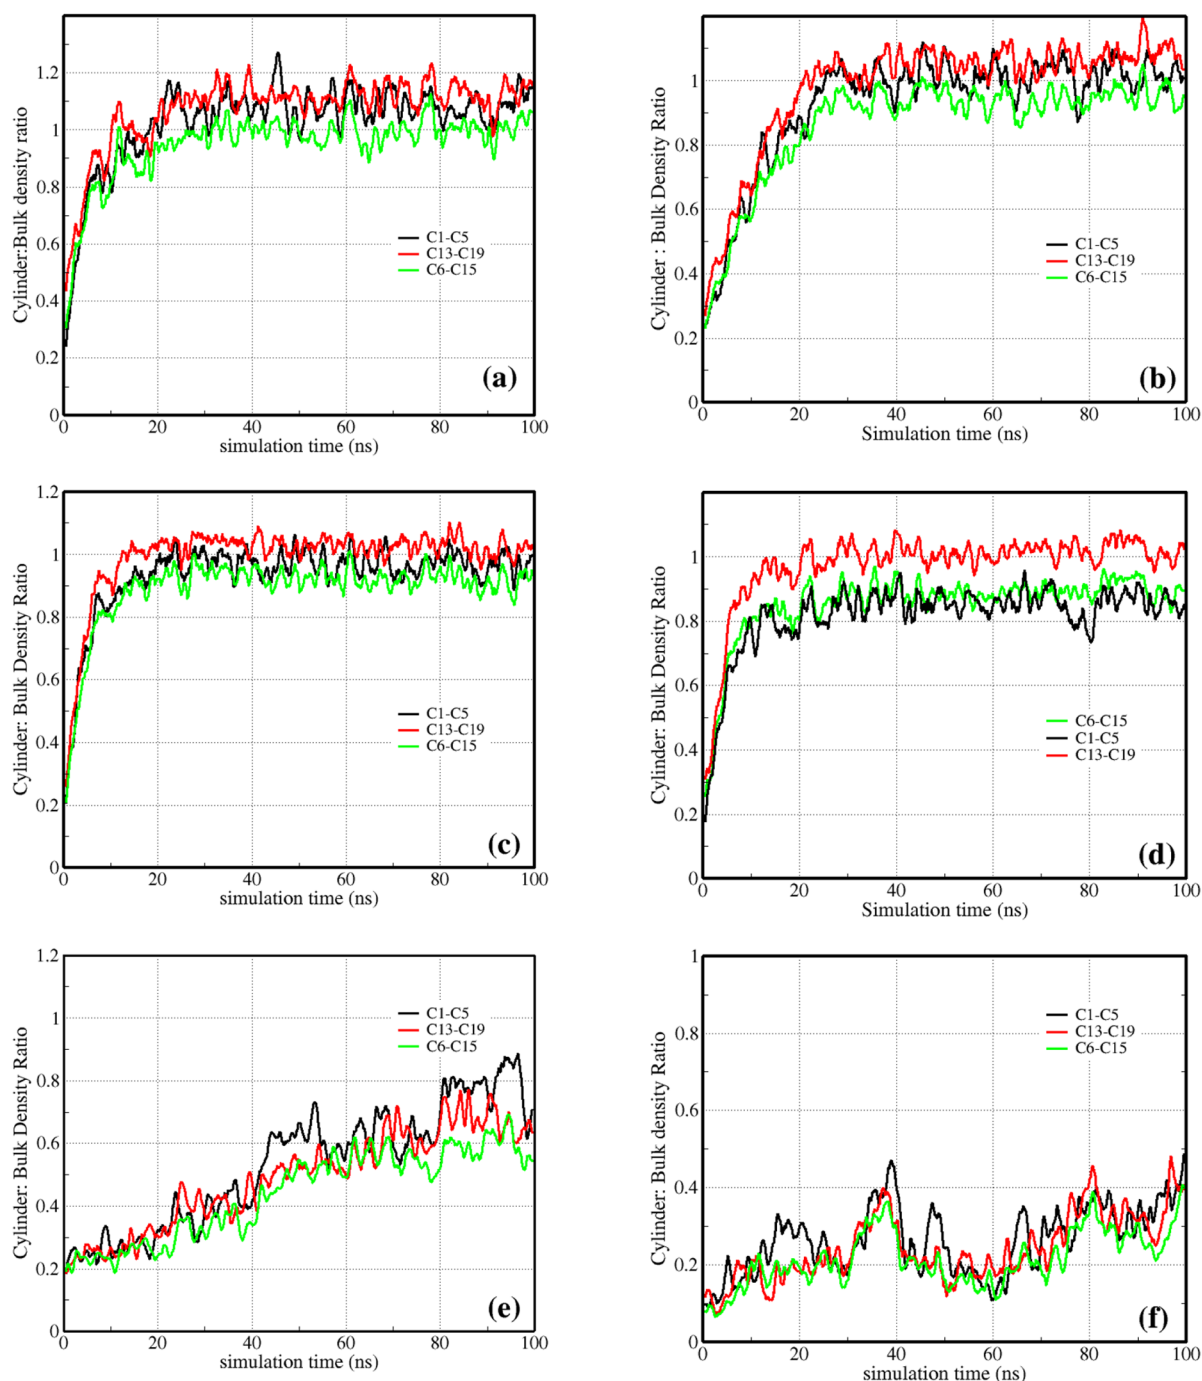 Cylinder:Bulk density ratio
1.2
1
0.8
0.6
0.4
0.2
0
C1-C5
C13-C19
C6-C15
(a)
0 20 40 60 80 100
simulation time (ns)
Cylinder : Bulk Density Ratio
1
0.8
0.6
0.4
0.2
0
C1-C5
C13-C19
C6-C15
(b)
0 20 40 60 80 100
Simulation time (ns)
Cylinder: Bulk Density Ratio
1.2
1
0.8
0.6
0.4
0.2
0
C1-C5
C13-C19
C6-C15
(c)
0 20 40 60 80 100
simulation time (ns)
Cylinder: Bulk Density Ratio
1
0.8
0.6
0.4
0.2
0
C6-C15
C1-C5
C13-C19
(d)
0 20 40 60 80 100
Simulation time (ns)
Cylinder: Bulk Density Ratio
1.2
1
0.8
0.6
0.4
0.2
0
C1-C5
C13-C19
C6-C15
(e)
0 20 40 60 80 100
simulation time (ns)
Cylinder: Bulk density Ratio
1
0.8
0.6
0.4
0.2
0
C1-C5
C13-C19
C6-C15
(f)
0 20 40 60 80 100
simulation time (ns)